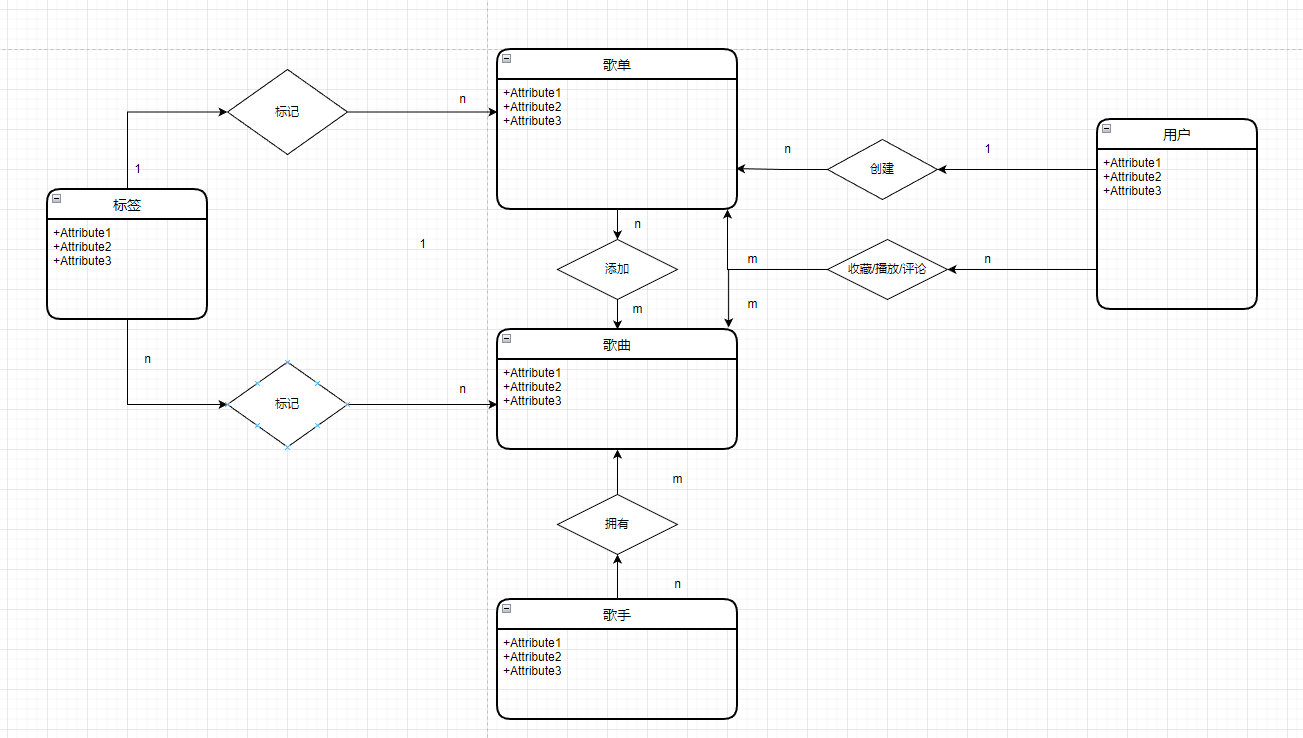 歌单
+Attribute1
+Attribute2
+Attribute3
标记
n
1
标签
+Attribute1
+Attribute2
+Attribute3
用户
+Attribute1
+Attribute2
+Attribute3
n
创建
1
n
添加
m
1
m
收藏/播放/评论
n
m
歌曲
+Attribute1
+Attribute2
+Attribute3
n
标记
n
m
拥有
n
歌手
+Attribute1
+Attribute2
+Attribute3